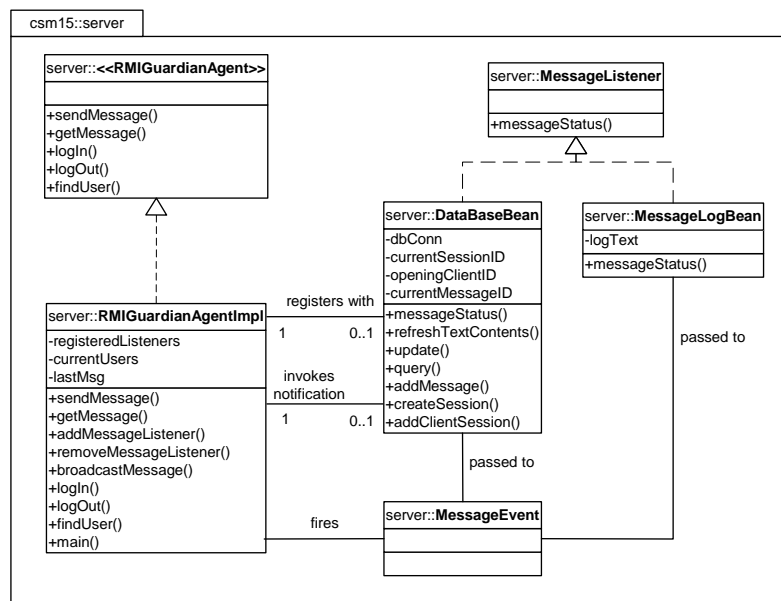 csm15::server
server::<<RMIGuardianAgent>>
+sendMessage()
+getMessage()
+logIn()
+logOut()
+findUser()
server::MessageListener
+messageStatus()
server::DataBaseBean
-dbConn
-currentSessionID
-openingClientID
-currentMessageID
+messageStatus()
+refreshTextContents()
+update()
+query()
+addMessage()
+createSession()
+addClientSession()
server::MessageLogBean
-logText
+messageStatus()
server::RMIGuardianAgentImpl
-registeredListeners
-currentUsers
-lastMsg
+sendMessage()
+getMessage()
+addMessageListener()
+removeMessageListener()
+broadcastMessage()
+logIn()
+logOut()
+findUser()
+main()
registers with
1 0..1
invokes
notification
1 0..1
passed to
passed to
fires
server::MessageEvent